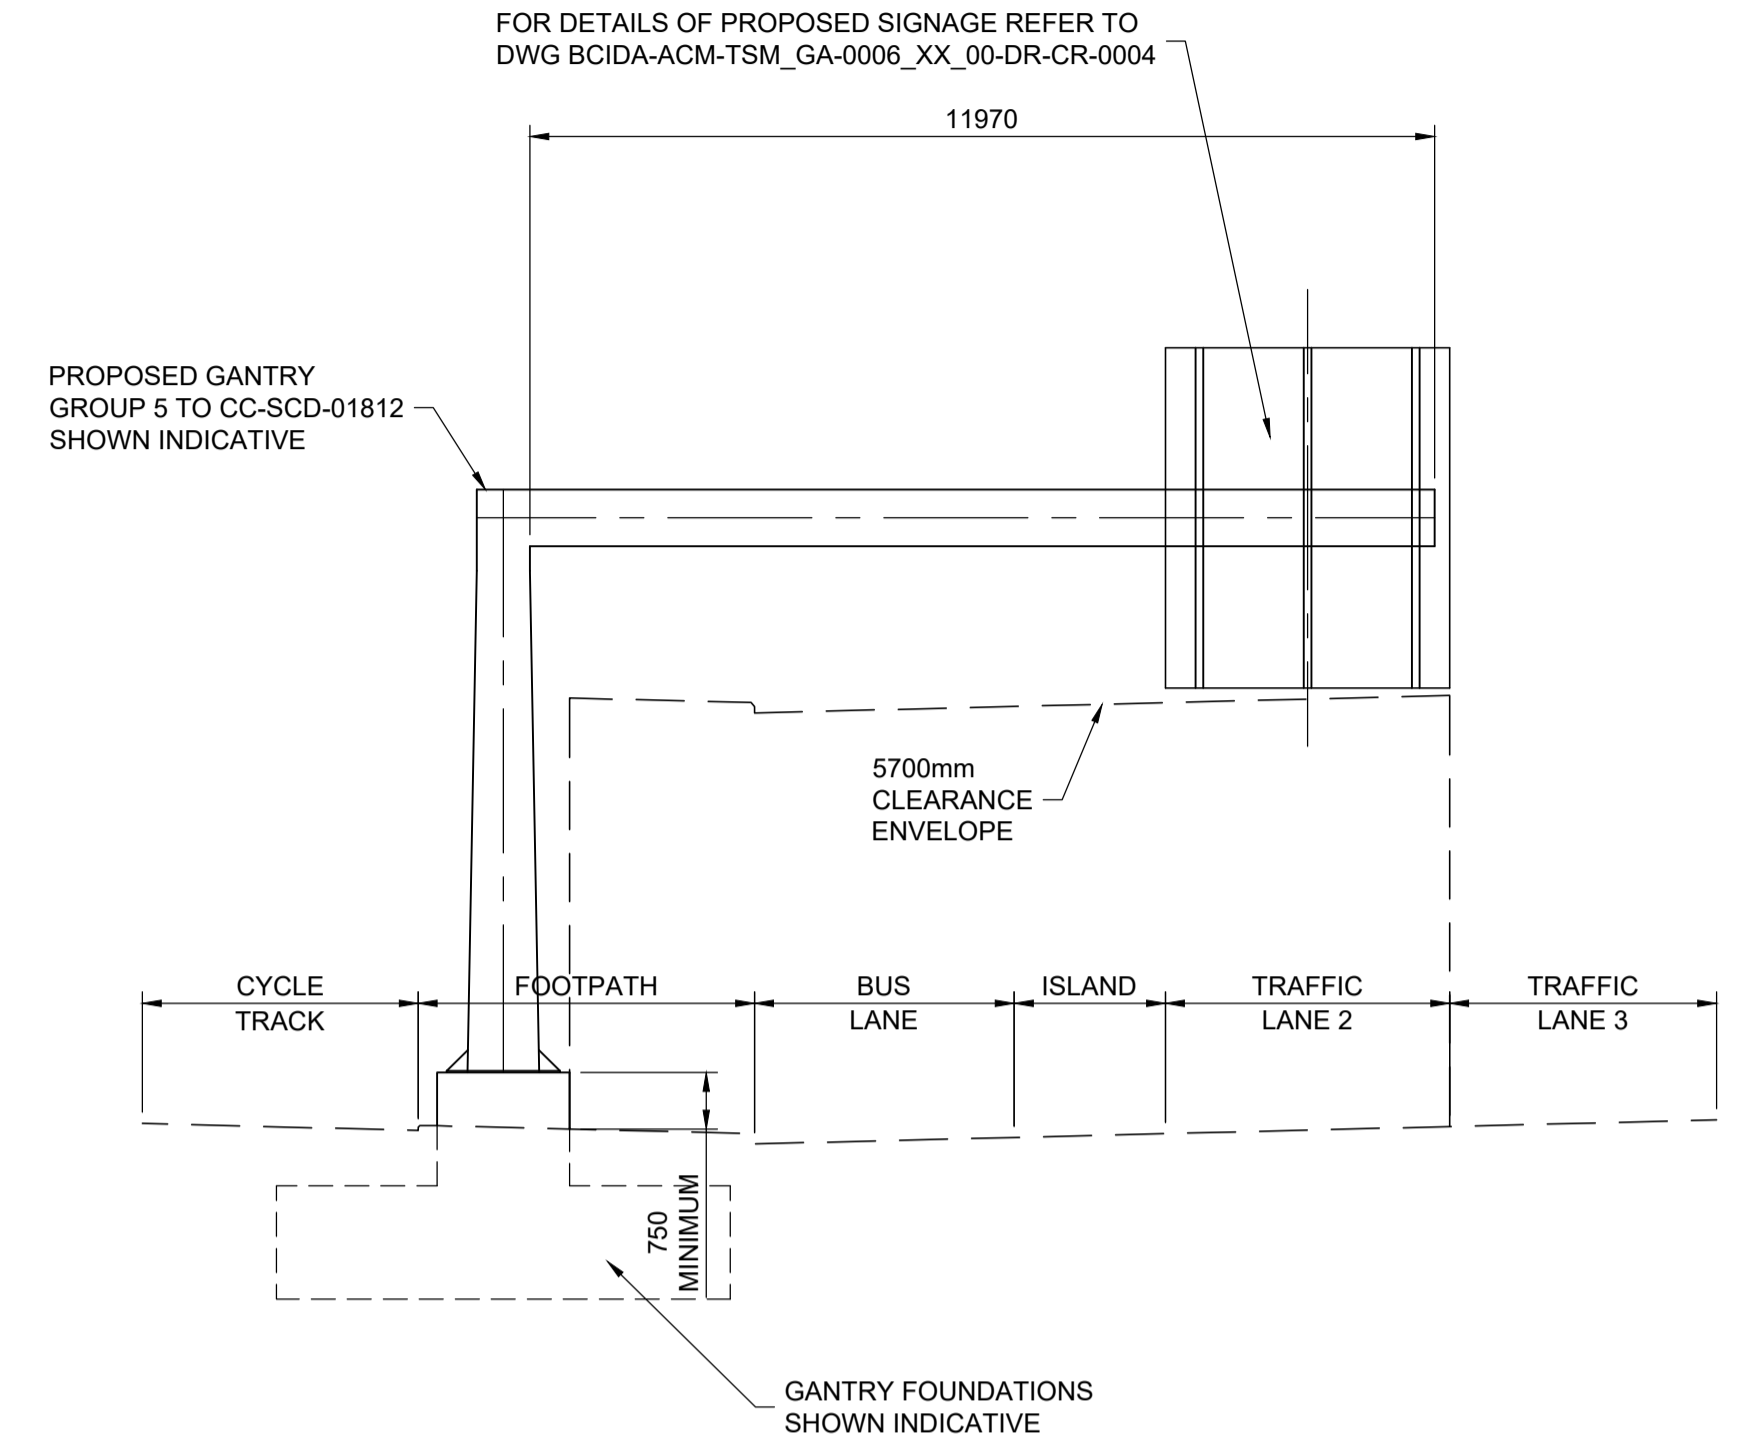 FOR DETAILS OF PROPOSED SIGNAGE REFER TO
DWG BCIDA-ACM-TSM_GA-0006_XX_00-DR-CR-0004
11970
PROPOSED GANTRY
GROUP 5 TO CC-SCD-01812
SHOWN INDICATIVE
5700mm
CLEARANCE
ENVELOPE
CYCLE
TRACK
FOOTPATH
BUS
LANE
ISLAND
TRAFFIC
LANE 2
TRAFFIC
LANE 3
750
MINIMUM
GANTRY FOUNDATIONS
SHOWN INDICATIVE